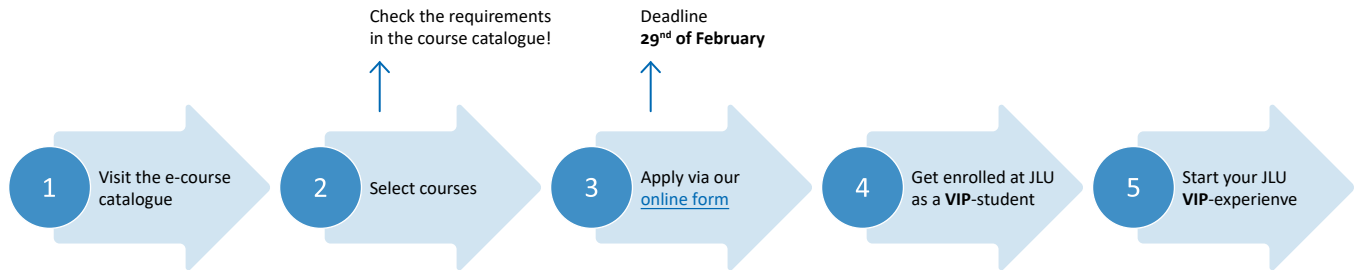 Check the requirements
in the course catalogue!
Deadline
29nd of February
1
Visit the e-course
catalogue
2
Select courses
3
Apply via our
online form
4
Get enrolled at JLU
as a VIP-student
5
Start your JLU
VIP-experienve